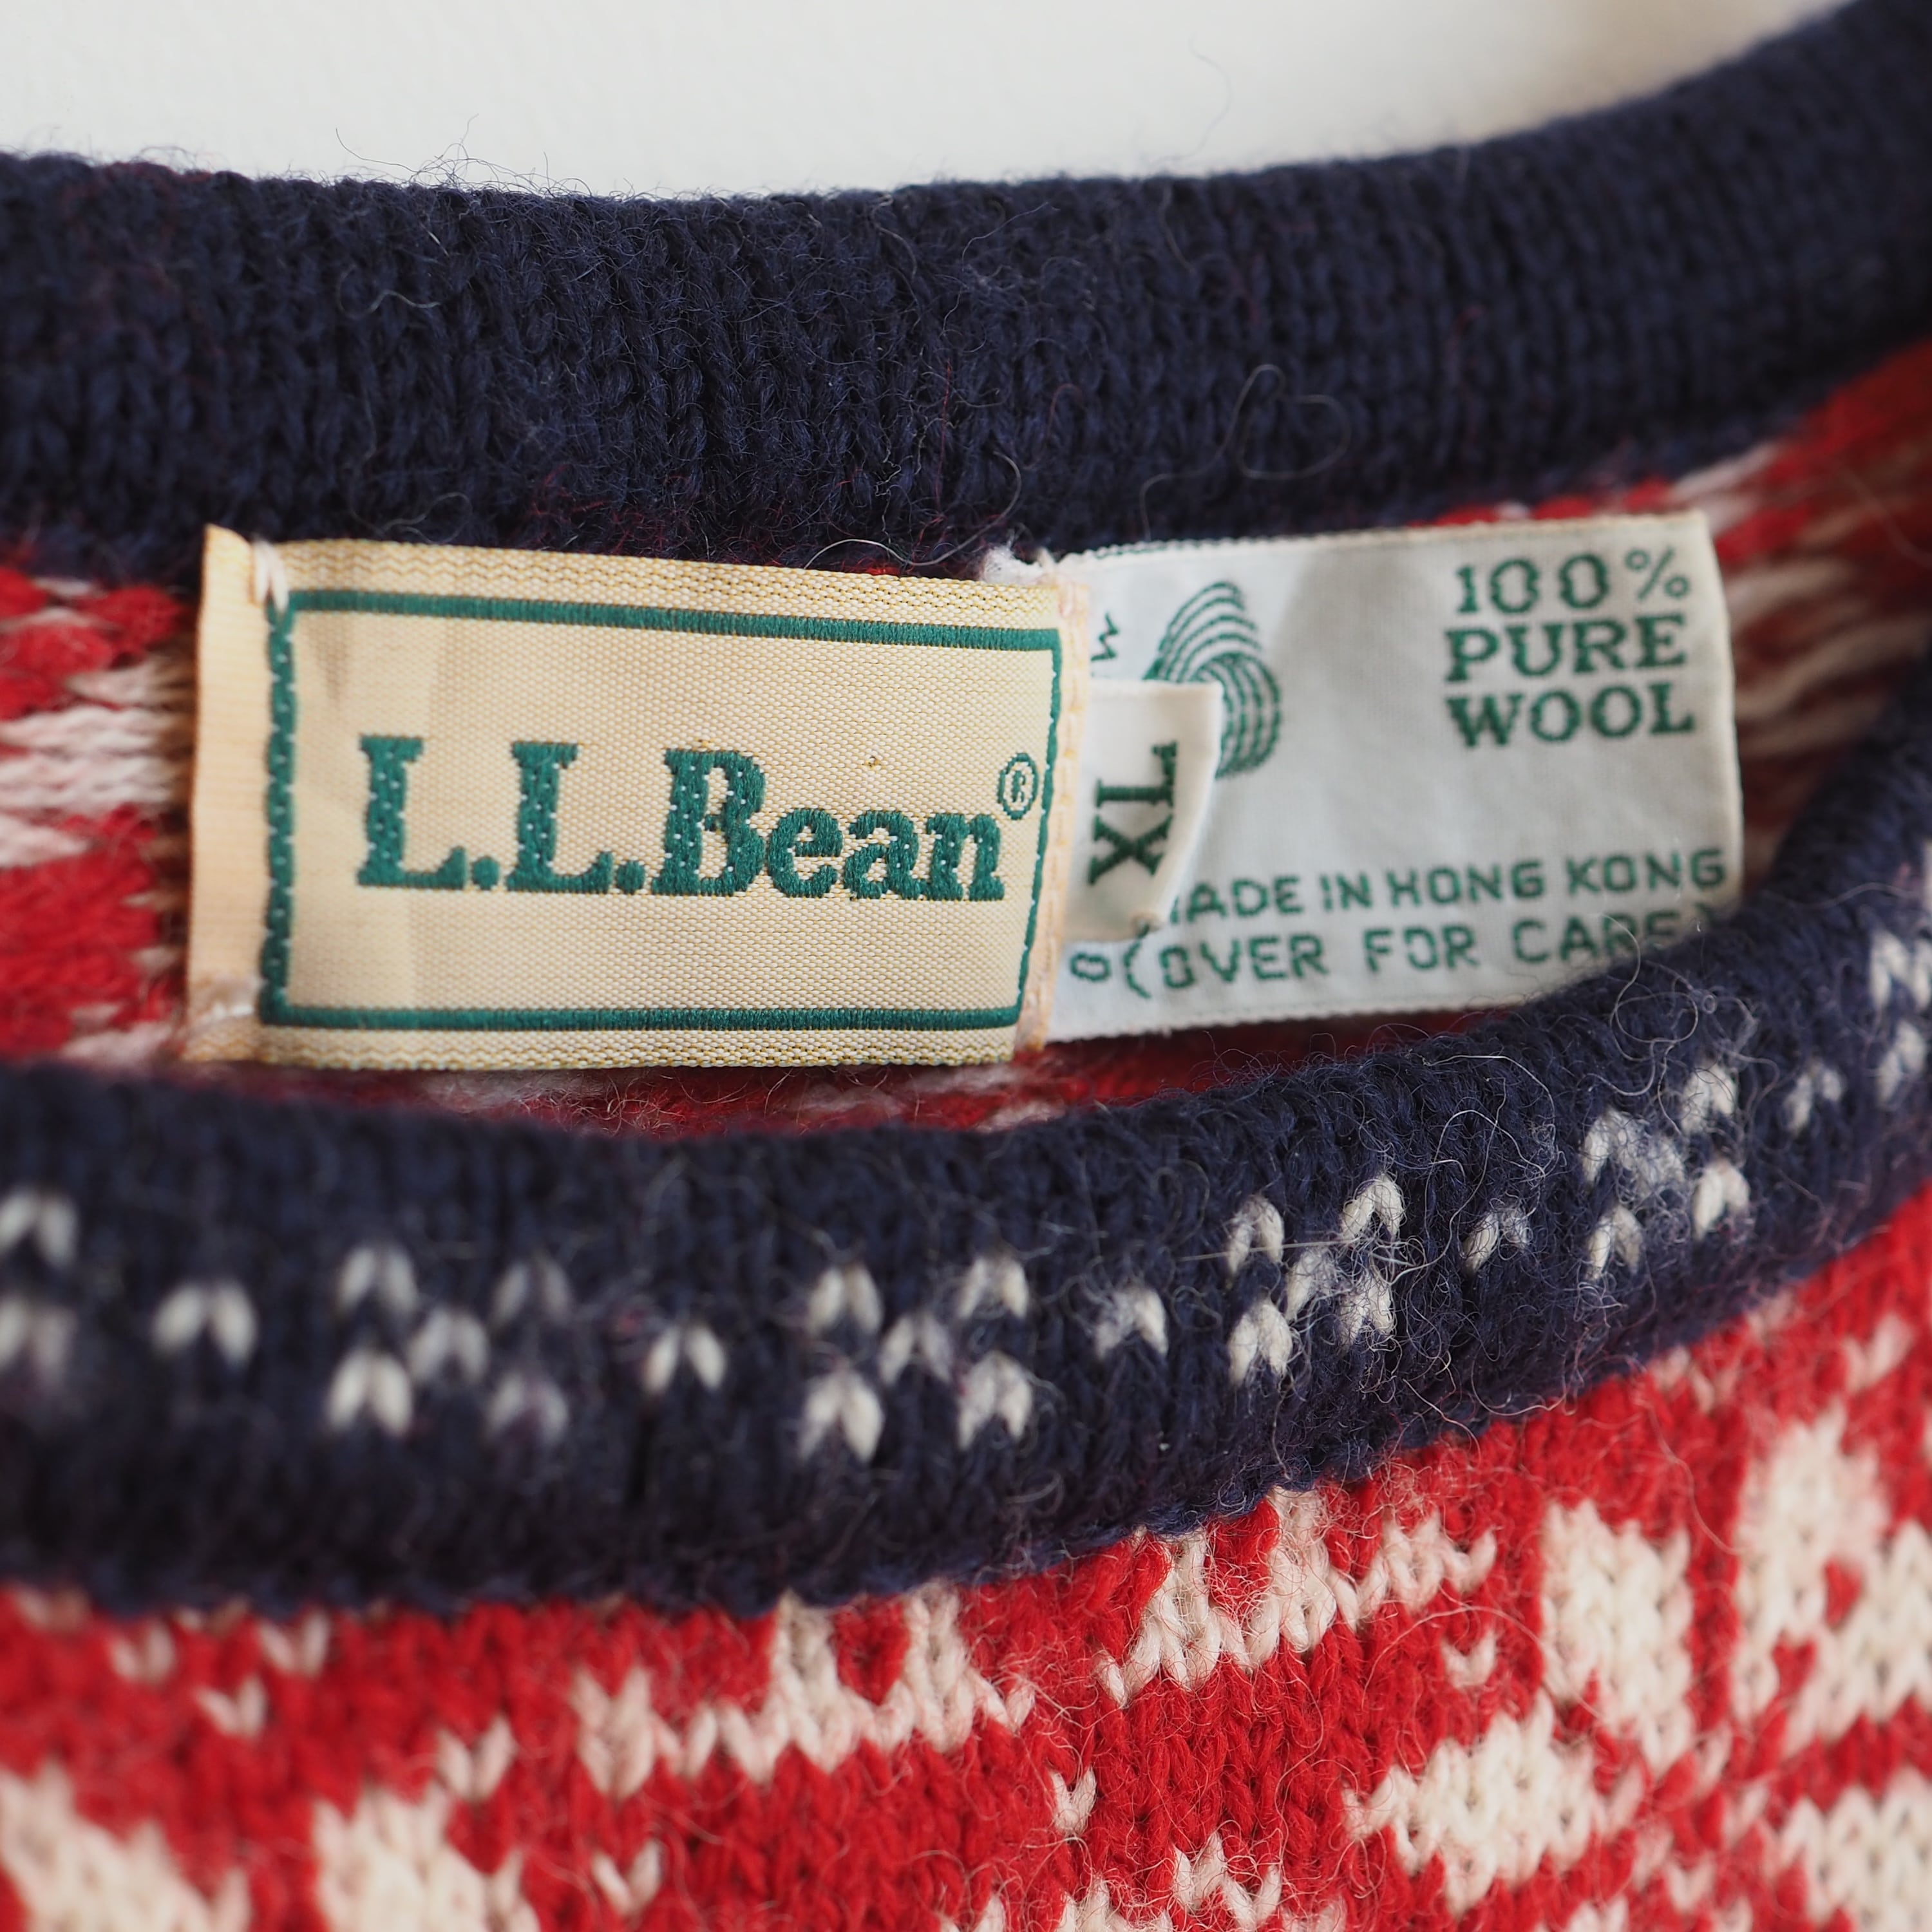 L.L.Bean®
XL
100%
PURE
WOOL
MADE IN HONG KONG
(OVER FOR CARE)